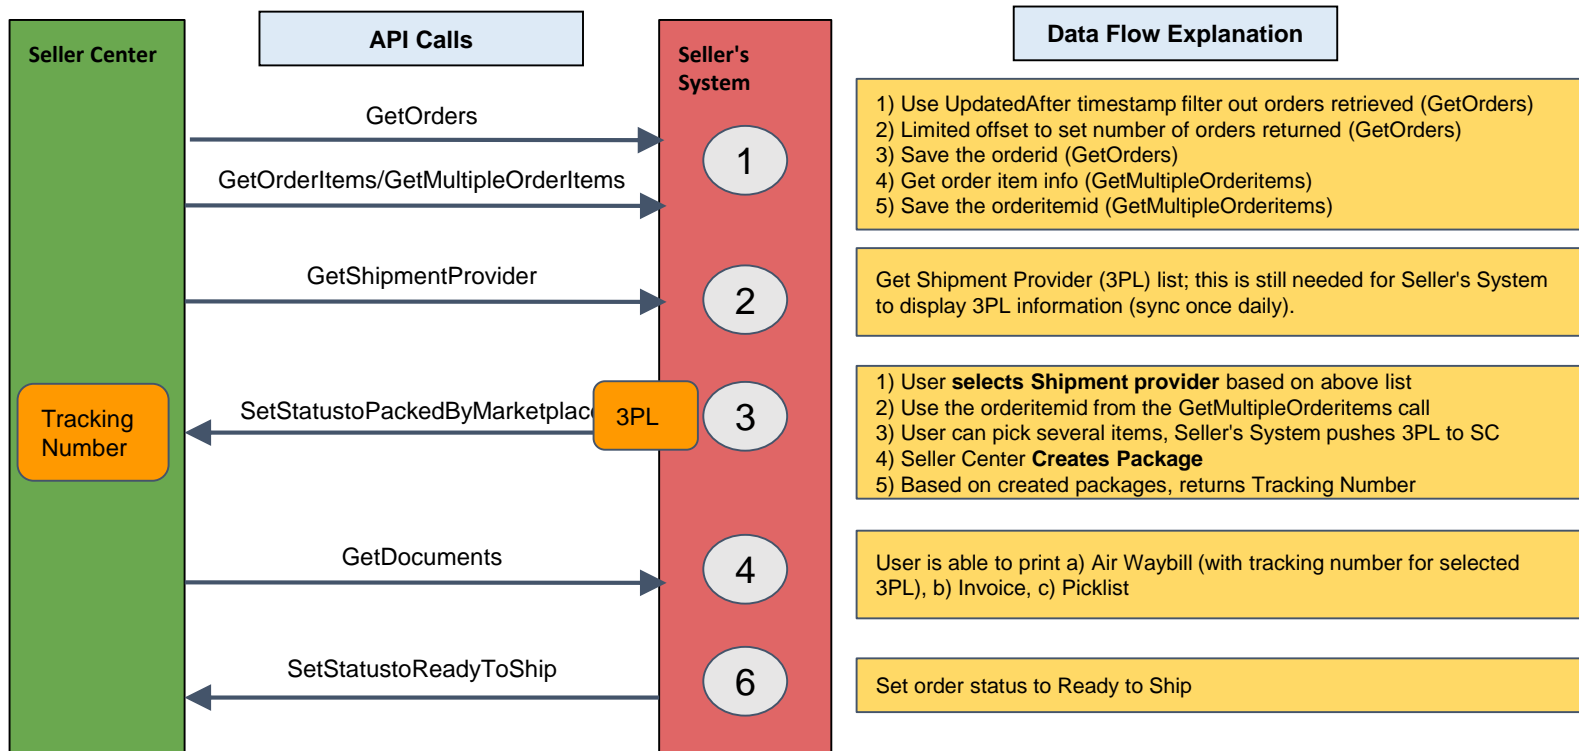 Seller Center
API Calls
Seller's
System
Data Flow Explanation
GetOrders
GetOrderItems/GetMultipleOrderItems
1
1) Use UpdatedAfter timestamp filter out orders retrieved (GetOrders)
2) Limited offset to set number of orders returned (GetOrders)
3) Save the orderid (GetOrders)
4) Get order item info (GetMultipleOrderitems)
5) Save the orderitemid (GetMultipleOrderitems)
GetShipmentProvider
2
Get Shipment Provider (3PL) list; this is still needed for Seller's System
to display 3PL information (sync once daily).
Tracking
Number
SetStatustoPackedByMarketplac
3PL
3
1) User selects Shipment provider based on above list
2) Use the orderitemid from the GetMultipleOrderitems call
3) User can pick several items, Seller's System pushes 3PL to SC
4) Seller Center Creates Package
5) Based on created packages, returns Tracking Number
GetDocuments
4
User is able to print a) Air Waybill (with tracking number for selected
3PL), b) Invoice, c) Picklist
SetStatustoReadyToShip
6
Set order status to Ready to Ship